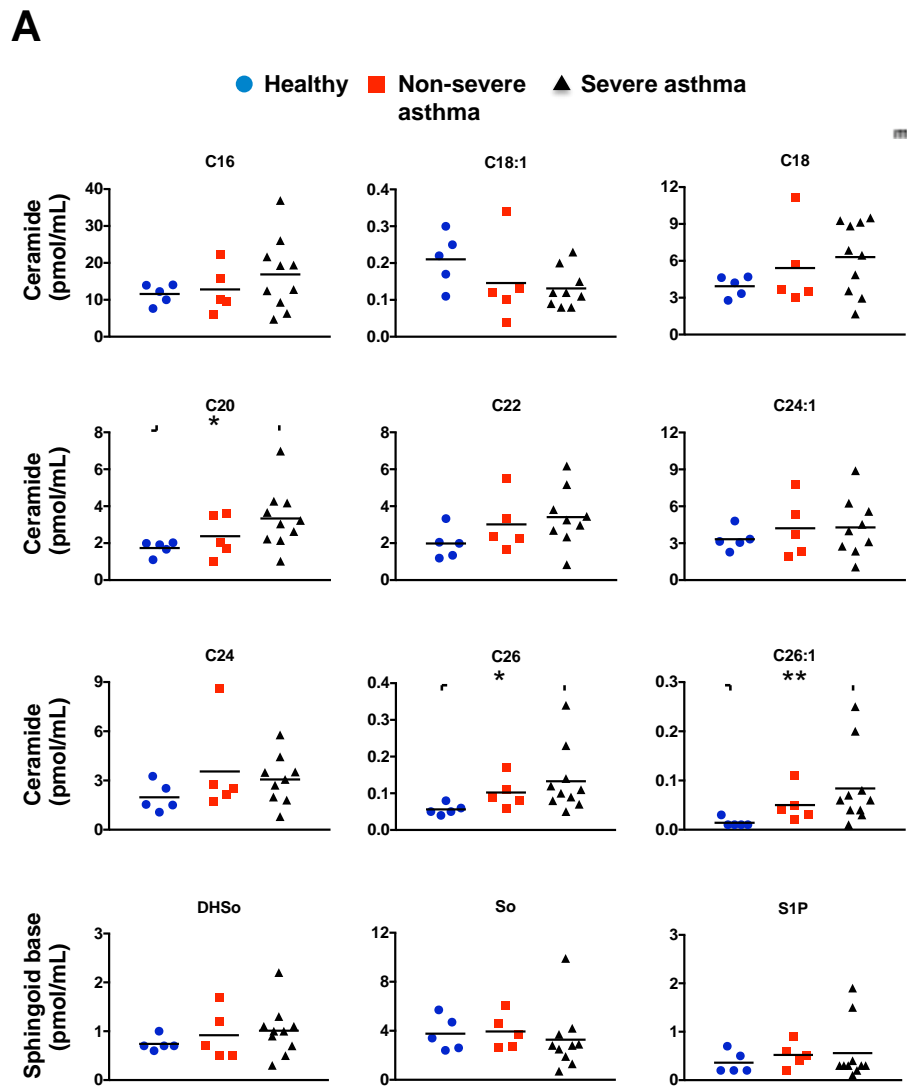 A
Healthy Non-severe asthma Severe asthma
C16 C18:1 C18
Ceramide (pmol/mL)
40 30 20 10 0
0.4 0.3 0.2 0.1 0.0
12 9 6 3 0
C20 C22 C24:1
*
Ceramide (pmol/mL)
8 6 4 2 0
8 6 4 2 0
12 9 6 3 0
C24 C26 C26:1
* **
Ceramide (pmol/mL)
9 6 3 0
0.4 0.3 0.2 0.1 0.0
0.3 0.2 0.1 0.0
DHSo So S1P
Sphingoid base (pmol/mL)
3 2 1 0
12 8 4 0
3 2 1 0